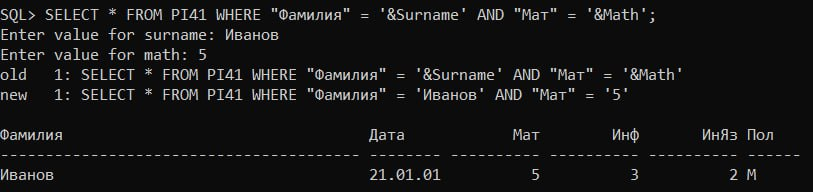 SQL> SELECT * FROM PI41 WHERE "Фамилия" = '&Surname' AND "Мат" = '&Math';
Enter value for surname: Иванов
Enter value for math: 5
old   1: SELECT * FROM PI41 WHERE "Фамилия" = '&Surname' AND "Мат" = '&Math'
new   1: SELECT * FROM PI41 WHERE "Фамилия" = 'Иванов' AND "Мат" = '5'
Фамилия                                  Дата            Мат        Инф       ИнЯз Пол
---------------------------------------- -------- ---------- ---------- ---------- ------
Иванов                                   21.01.01          5          3          2 М